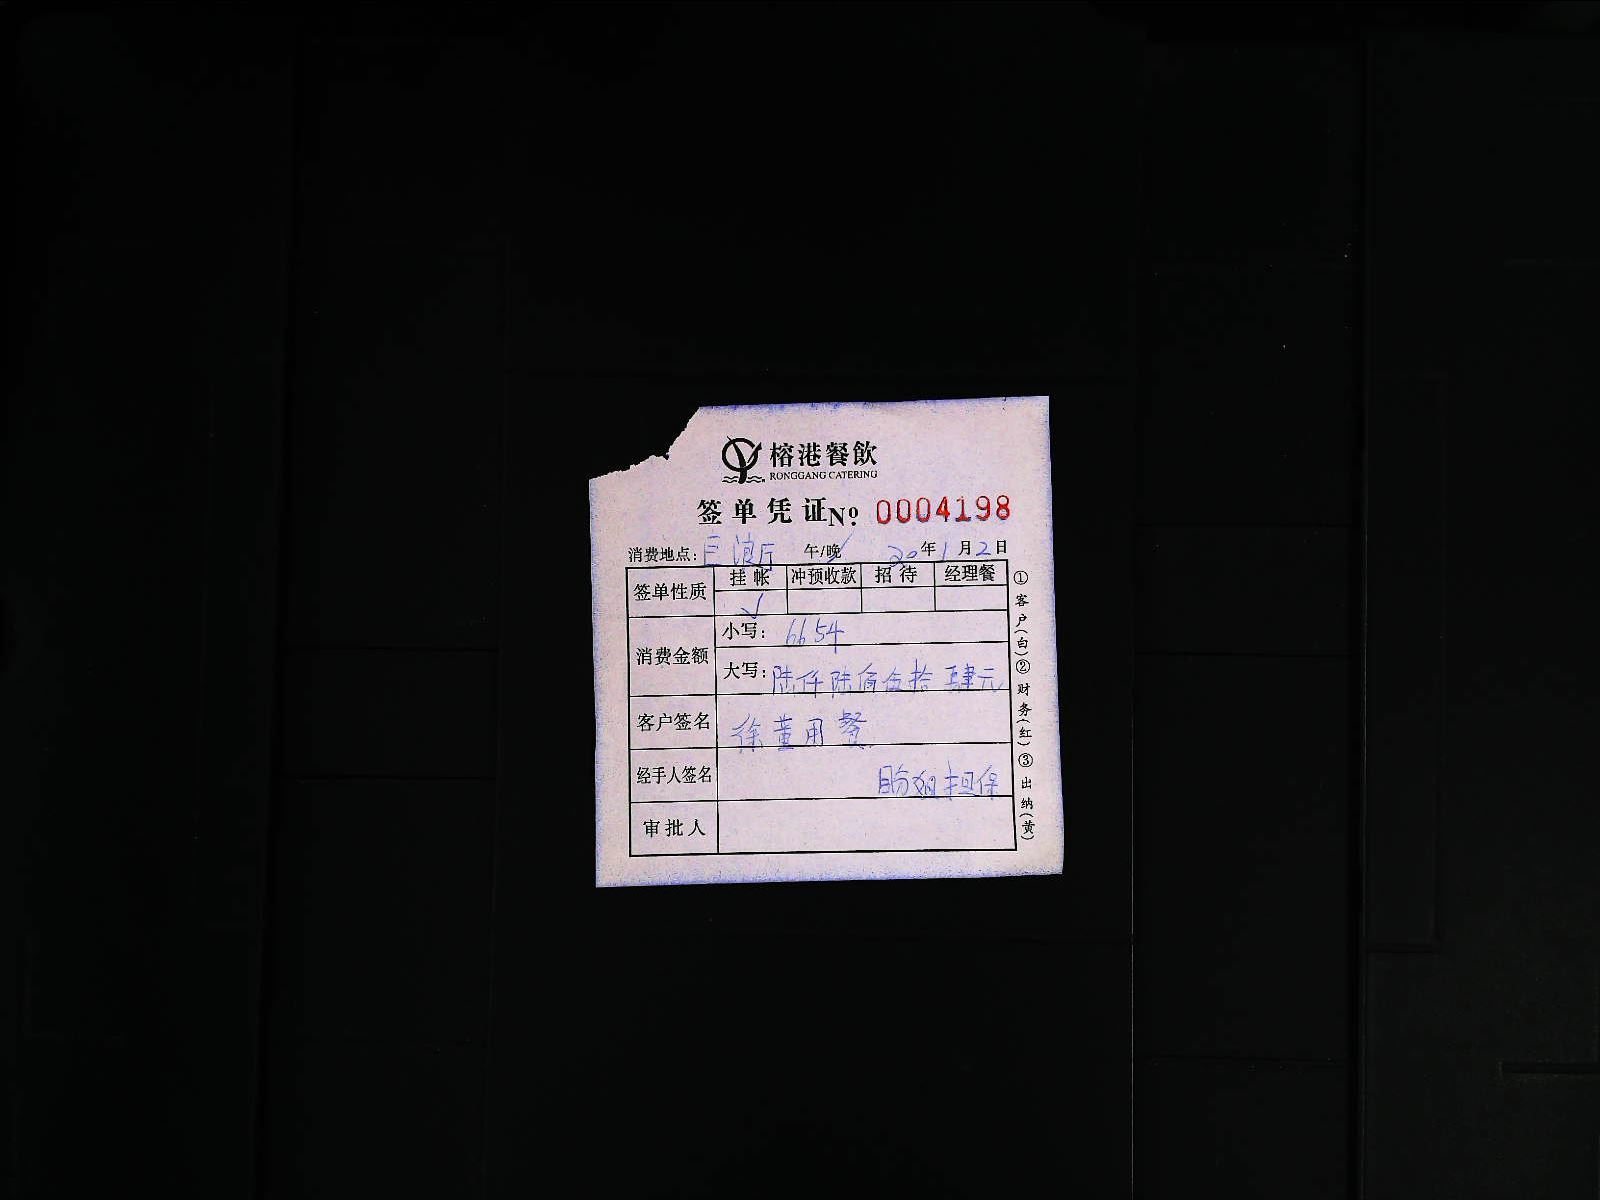 榕港餐飲
RONGGANG CATERING
签单凭证 Nº 0004198
消费地点: 巨浪厅 午/晚✓ 20年1月2日
签单性质 挂帐 冲预收款 招待 经理餐
√
消费金额 小写: 6654
大写: 陆仟陆佰伍拾肆元
客户签名 徐董用餐
经手人签名 担保
审批人
①客户(白)②财务(红)③出纳(黄)